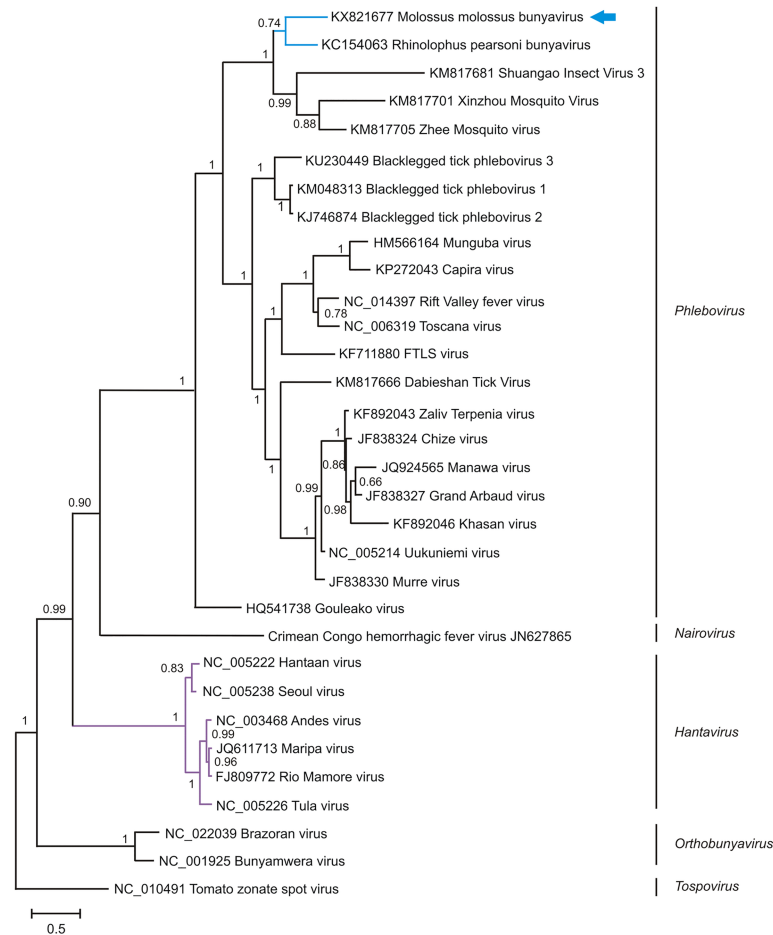 KX821677 Molossus molossus bunyavirus
0.74
KC154063 Rhinolophus pearsoni bunyavirus
1
KM817681 Shuangao Insect Virus 3
0.99
KM817701 Xinzhou Mosquito Virus
0.88
KM817705 Zhee Mosquito virus
KU230449 Blacklegged tick phlebovirus 3
1
1
KM048313 Blacklegged tick phlebovirus 1
1
KJ746874 Blacklegged tick phlebovirus 2
HM566164 Munguba virus
1
KP272043 Capira virus
1
1
NC_014397 Rift Valley fever virus
0.78
Phlebovirus
1
NC_006319 Toscana virus
KF711880 FTLS virus
1
KM817666 Dabieshan Tick Virus
1
KF892043 Zaliv Terpenia virus
1
JF838324 Chize virus
0.86
JQ924565 Manawa virus
1
0.66
0.99
JF838327 Grand Arbaud virus
0.98
0.90
KF892046 Khasan virus
1
NC_005214 Uukuniemi virus
JF838330 Murre virus
0.99
HQ541738 Gouleako virus
Crimean Congo hemorrhagic fever virus JN627865
Nairovirus
0.83
NC_005222 Hantaan virus
NC_005238 Seoul virus
1
1
NC_003468 Andes virus
0.99
Hantavirus
JQ611713 Maripa virus
0.96
FJ809772 Rio Mamore virus
1
NC_005226 Tula virus
1
NC_022039 Brazoran virus
Orthobunyavirus
NC_001925 Bunyamwera virus
NC_010491 Tomato zonate spot virus
Tospovirus
0.5